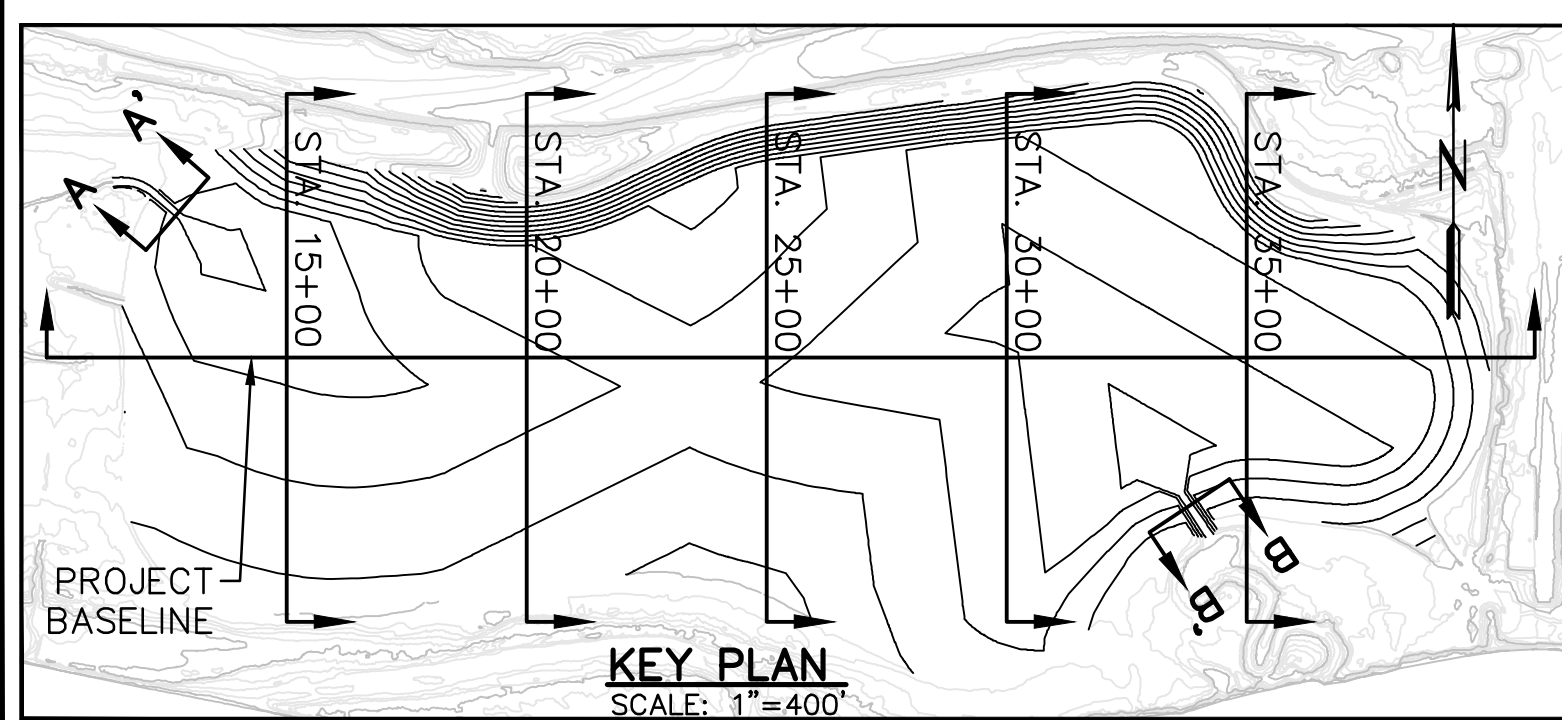 A'
A
STA. 15+00
STA. 20+00
STA. 25+00
STA. 30+00
STA. 35+00
N
B
B'
PROJECT
BASELINE
KEY PLAN
SCALE: 1"=400'